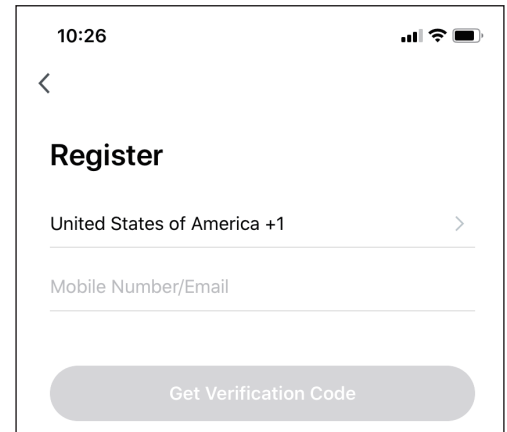 10:26
Register
United States of America +1
Mobile Number/Email
Get Verification Code